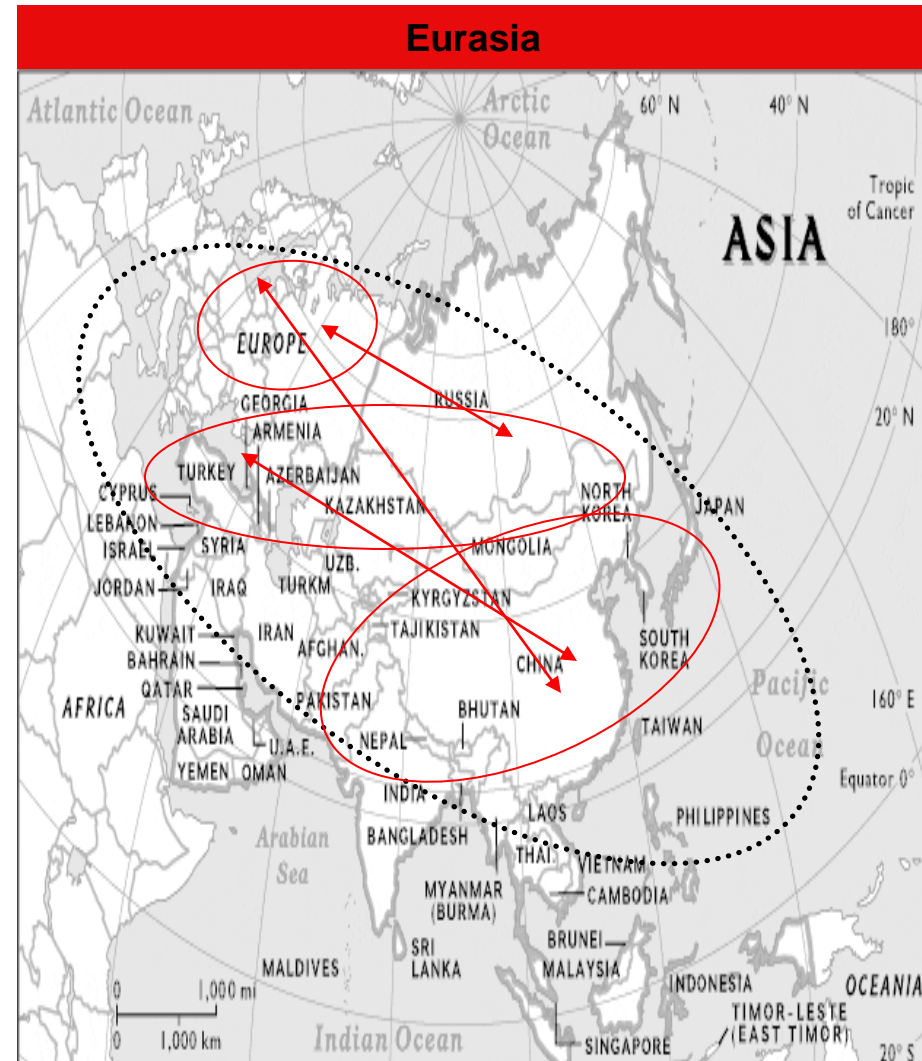 Eurasia
Atlantic Ocean
Arctic
Ocean
60° N
40° N
Tropic
of Cancer
ASIA
180°
EUROPE
20° N
RUSSIA
GEORGIA
ARMENIA
TURKEY
AZERBAIJAN
KAZAKHSTAN
NORTH
KOREA
JAPAN
CYPRUS
LEBANON
ISRAEL
SYRIA
MONGOLIA
UZB.
JORDAN
IRAQ
TURKM
KYRGYZSTAN
TAJIKISTAN
KUWAIT
IRAN
AFGHAN.
SOUTH
KOREA
BAHRAIN
CHINA
QATAR
PAKISTAN
Pacific
Ocean
160° E
AFRICA
SAUDI
ARABIA
BHUTAN
TAIWAN
NEPAL
U.A.E.
YEMEN
OMAN
Equator 0°
INDIA
LAOS
PHILIPPINES
Arabian
Sea
BANGLADESH
THAI.
VIETNAM
MYANMAR
(BURMA)
CAMBODIA
BRUNEI
SRI
LANKA
MALDIVES
MALAYSIA
INDONESIA
OCEANIA
0
1,000 mi
TIMOR-LESTE
(EAST TIMOR)
0
1,000 km
Indian Ocean
SINGAPORE
20° S